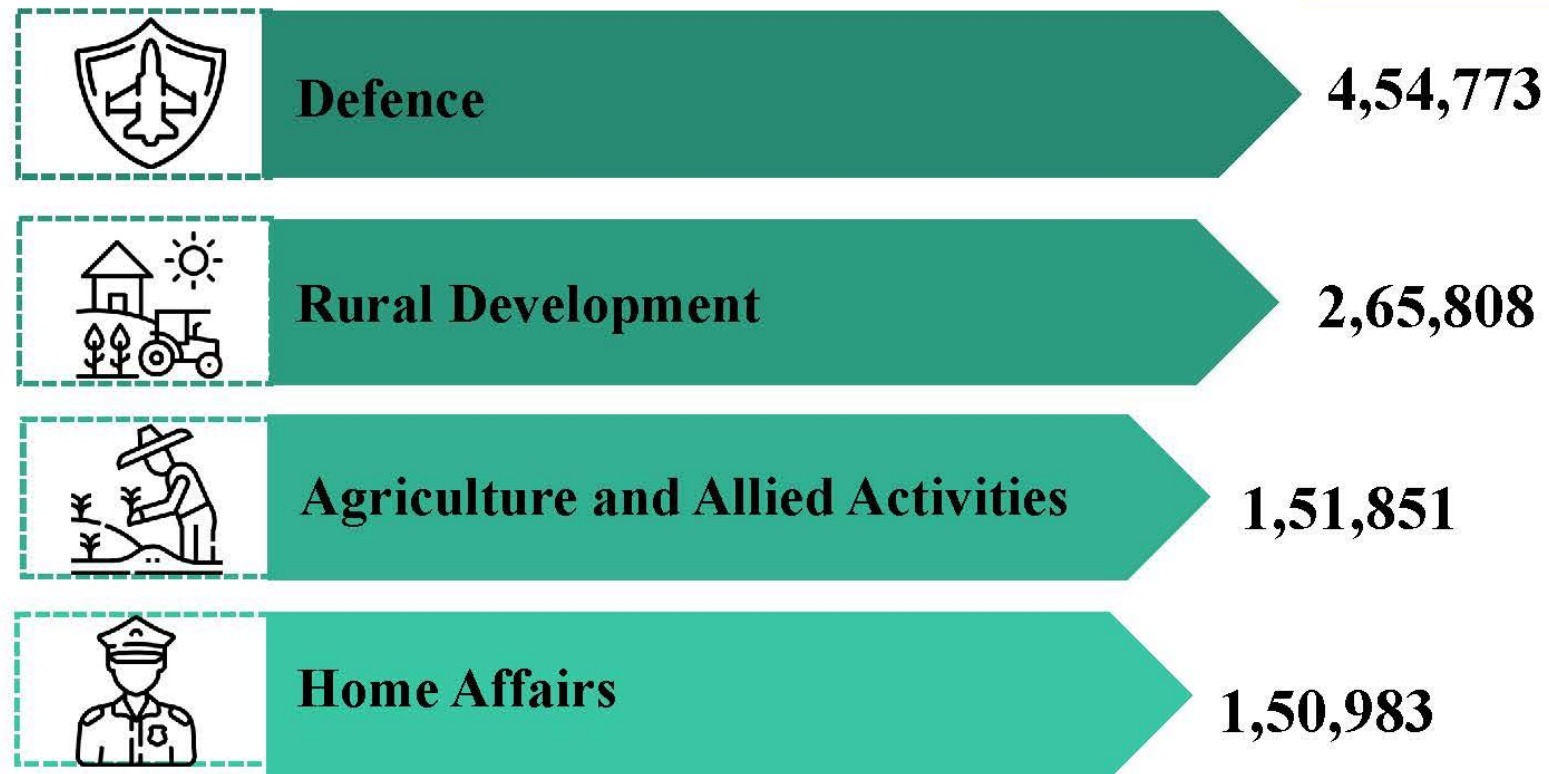 Defence
4,54,773
Rural Development
2,65,808
Agriculture and Allied Activities
1,51,851
Home Affairs
1,50,983